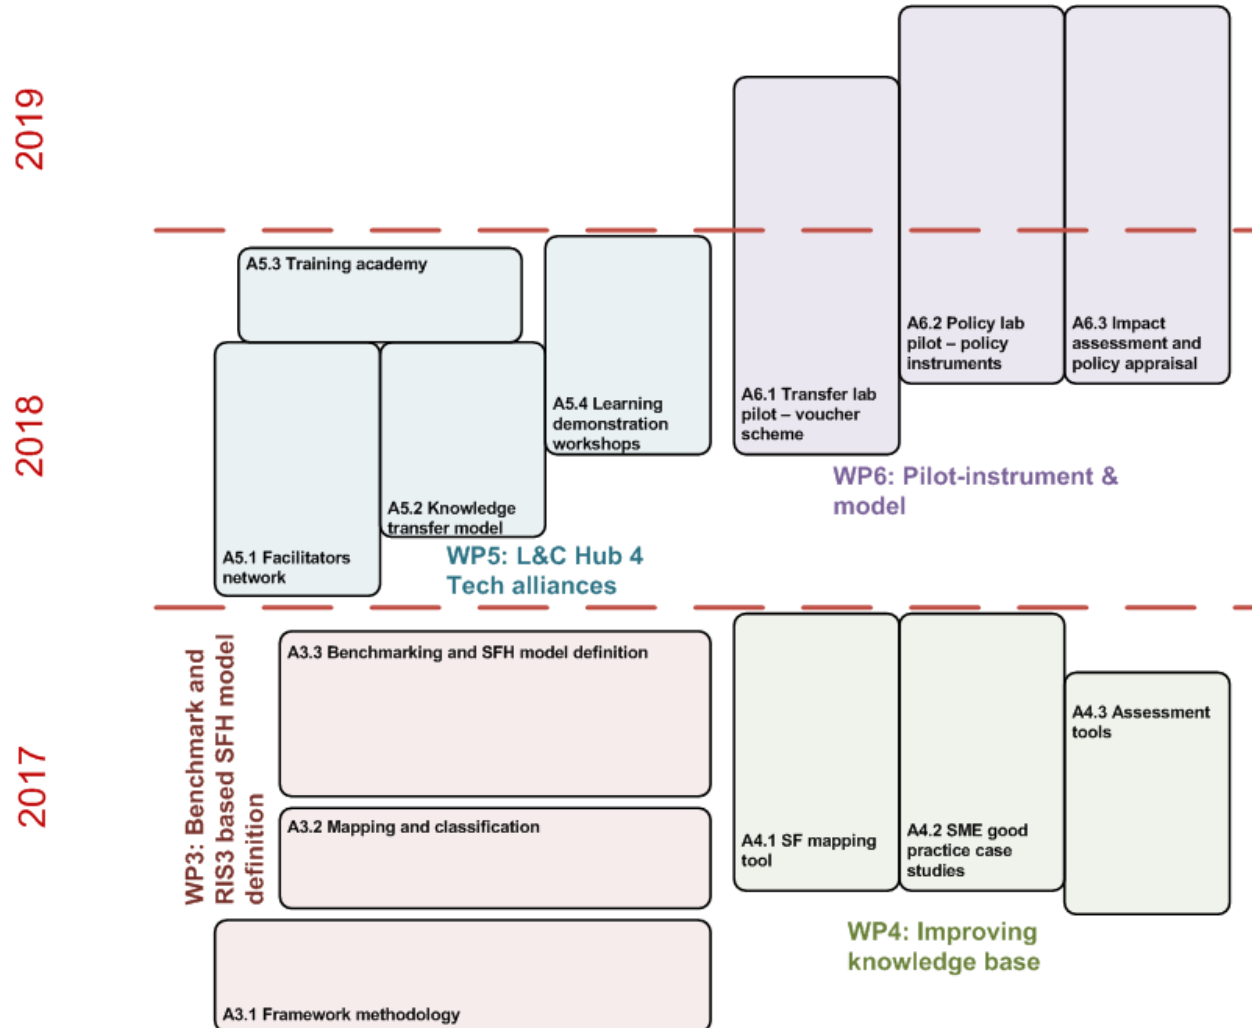 2019
A5.3 Training academy
A6.2 Policy lab
pilot – policy
instruments
A6.3 Impact
assessment and
policy appraisal
A6.1 Transfer lab
pilot – voucher
scheme
A5.4 Learning
demonstration
workshops
2018
WP6: Pilot-instrument &
model
A5.2 Knowledge
transfer model
A5.1 Facilitators
network
WP5: L&C Hub 4
Tech alliances
WP3: Benchmark and
RIS3 based SFH model
definition
A3.3 Benchmarking and SFH model definition
A4.3 Assessment
tools
2017
A3.2 Mapping and classification
A4.1 SF mapping
tool
A4.2 SME good
practice case
studies
WP4: Improving
knowledge base
A3.1 Framework methodology